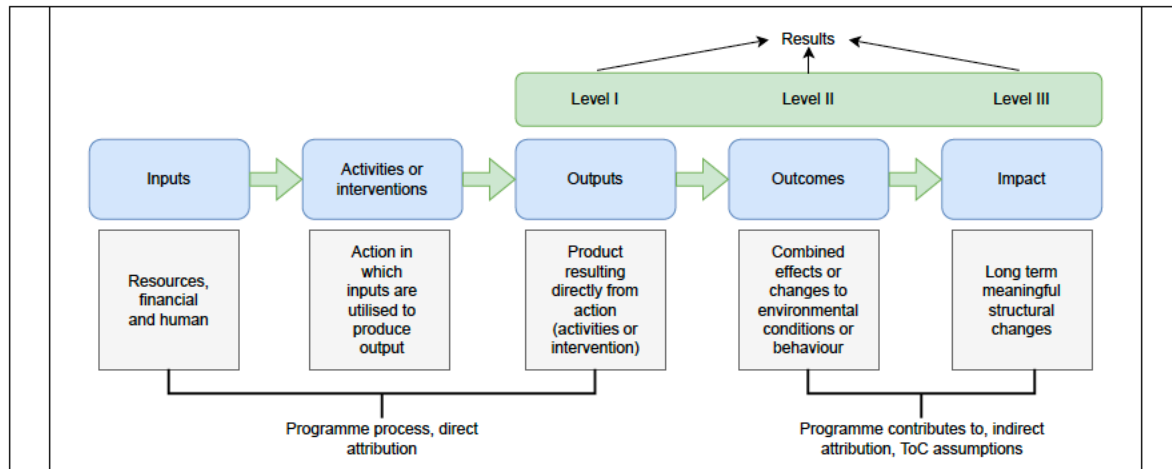 Results
Level I
Level II
Level III
Inputs
Activities or
interventions
Outputs
Outcomes
Impact
Resources,
financial
and human
Action in
which
inputs are
utilised to
produce
output
Product
resulting
directly from
action
(activities or
intervention)
Combined
effects or
changes to
environmental
conditions or
behaviour
Long term
meaningful
structural
changes
Programme process, direct
attribution
Programme contributes to, indirect
attribution, ToC assumptions